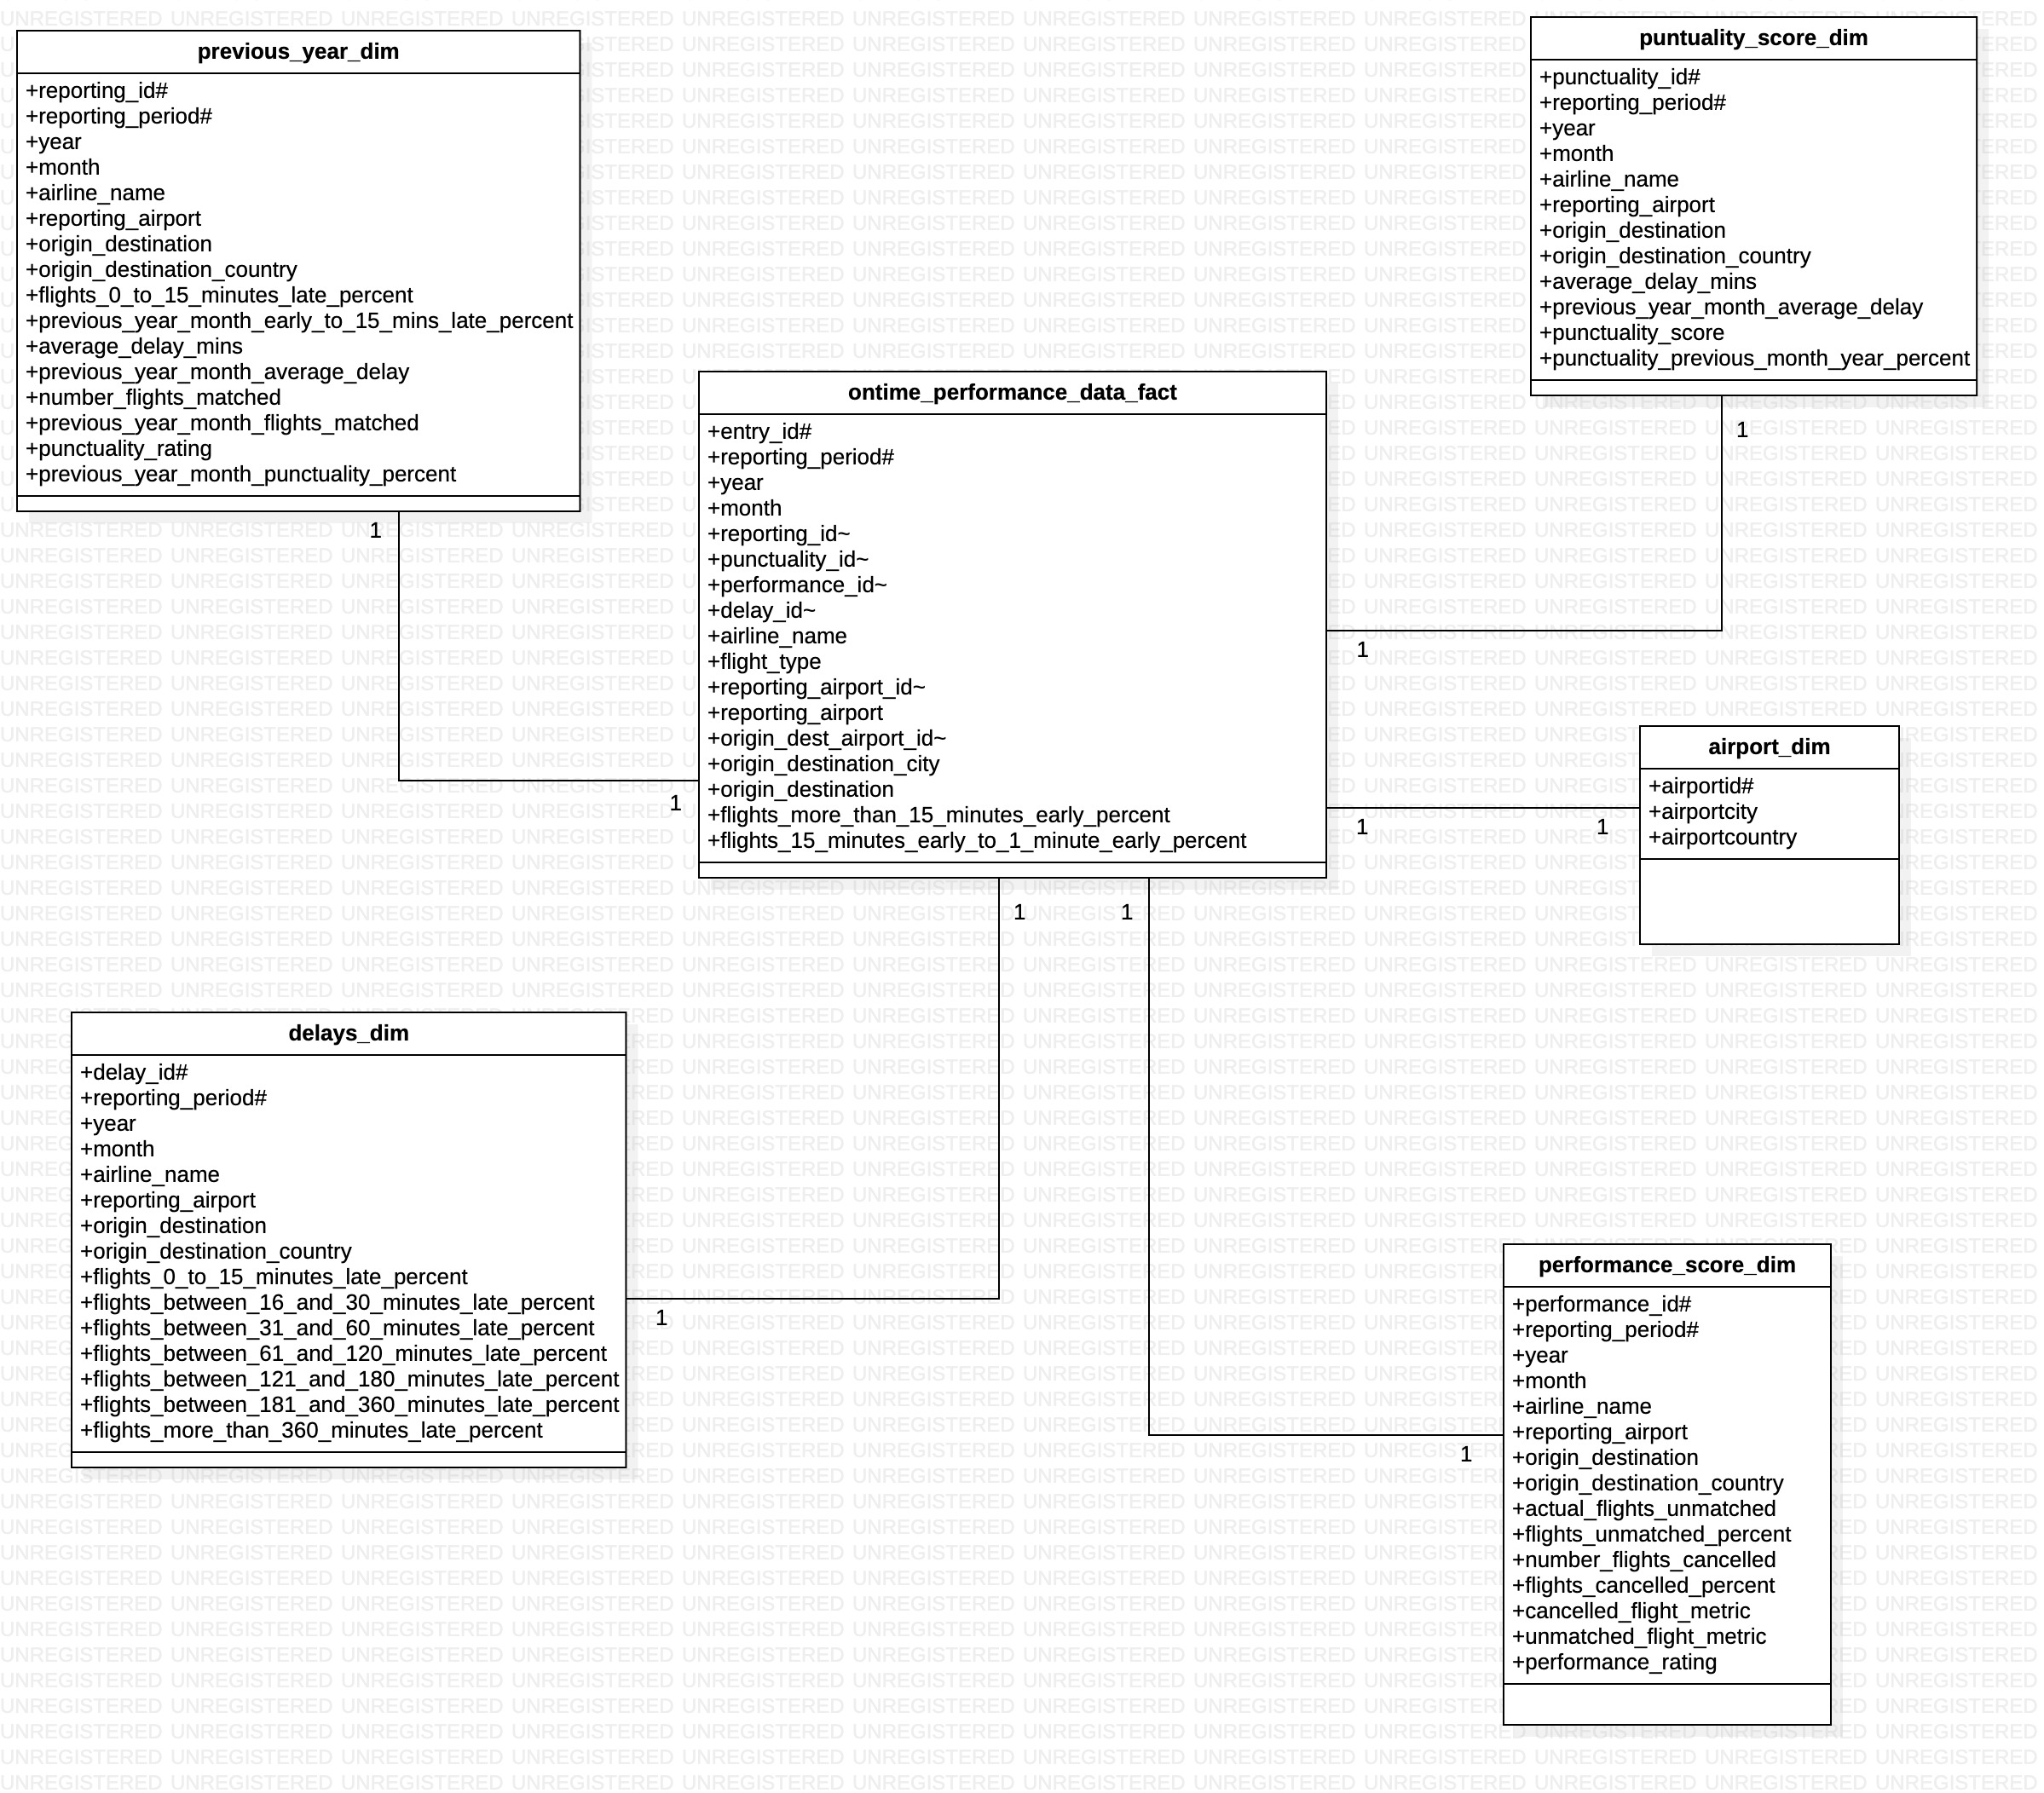 previous_year_dim
+reporting_id#
+reporting_period#
+year
+month
+airline_name
+reporting_airport
+origin_destination
+origin_destination_country
+flights_0_to_15_minutes_late_percent
+previous_year_month_early_to_15_mins_late_percent
+average_delay_mins
+previous_year_month_average_delay
+number_flights_matched
+previous_year_month_flights_matched
+punctuality_rating
+previous_year_month_punctuality_percent
1
1
puntuality_score_dim
+punctuality_id#
+reporting_period#
+year
+month
+airline_name
+reporting_airport
+origin_destination
+origin_destination_country
+average_delay_mins
+previous_year_month_average_delay
+punctuality_score
+punctuality_previous_month_year_percent
1
1
ontime_performance_data_fact
+entry_id#
+reporting_period#
+year
+month
+reporting_id~
+punctuality_id~
+performance_id~
+delay_id~
+airline_name
+flight_type
+reporting_airport_id~
+reporting_airport
+origin_dest_airport_id~
+origin_destination_city
+origin_destination
+flights_more_than_15_minutes_early_percent
+flights_15_minutes_early_to_1_minute_early_percent
1
1
airport_dim
+airportid#
+airportcity
+airportcountry
1
1
delays_dim
+delay_id#
+reporting_period#
+year
+month
+airline_name
+reporting_airport
+origin_destination
+origin_destination_country
+flights_0_to_15_minutes_late_percent
+flights_between_16_and_30_minutes_late_percent
+flights_between_31_and_60_minutes_late_percent
+flights_between_61_and_120_minutes_late_percent
+flights_between_121_and_180_minutes_late_percent
+flights_between_181_and_360_minutes_late_percent
+flights_more_than_360_minutes_late_percent
1
1
performance_score_dim
+performance_id#
+reporting_period#
+year
+month
+airline_name
+reporting_airport
+origin_destination
+origin_destination_country
+actual_flights_unmatched
+flights_unmatched_percent
+number_flights_cancelled
+flights_cancelled_percent
+cancelled_flight_metric
+unmatched_flight_metric
+performance_rating
UNREGISTERED